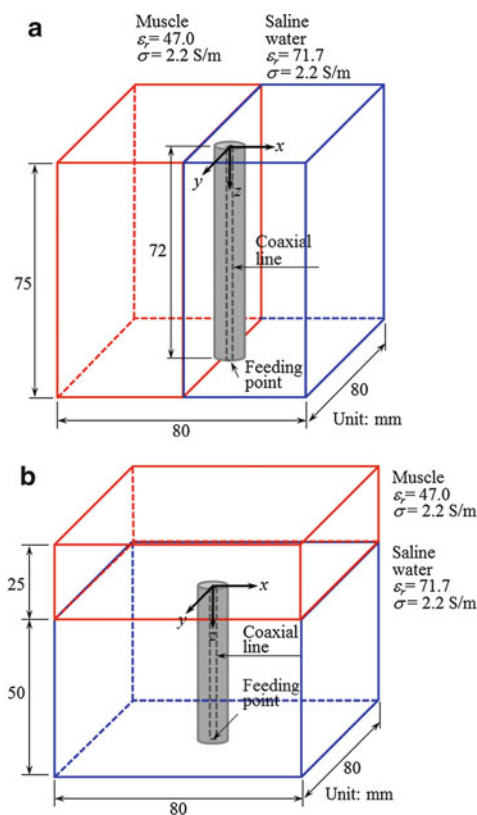 a
Muscle
εr= 47.0
σ= 2.2 S/m
Saline
water
εr= 71.7
σ= 2.2 S/m
x
y
z
72
75
Coaxial
line
Feeding
point
80
80
Unit: mm
b
Muscle
εr= 47.0
σ= 2.2 S/m
Saline
water
εr= 71.7
σ= 2.2 S/m
25
x
y
z
Coaxial
line
50
Feeding
point
80
80
Unit: mm